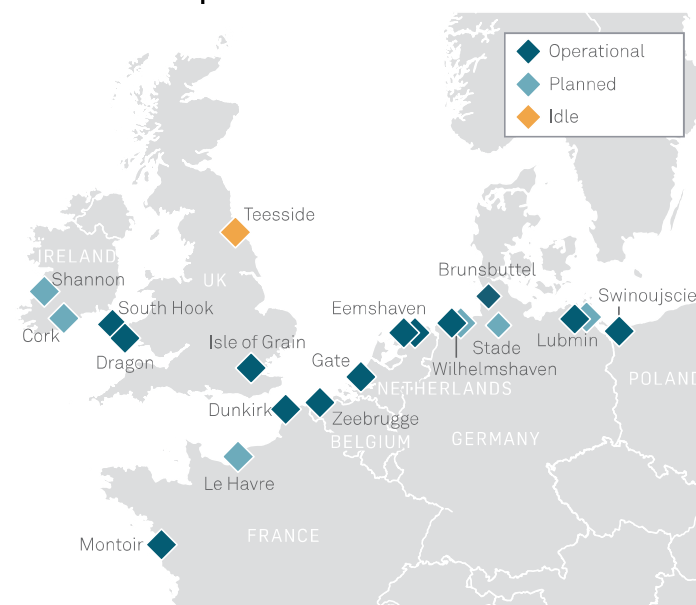 Operational
Planned
Idle
Teesside
IRELAND
Shannon
UK
Brunsbuttel
Swinoujscie
South Hook
Eemshaven
Cork
Isle of Grain
Lubmin
Stade
Dragon
Gate
Wilhelmshaven
NETHERLANDS
POLAND
Dunkirk
Zeebrugge
BELGIUM
GERMANY
Le Havre
FRANCE
Montoir